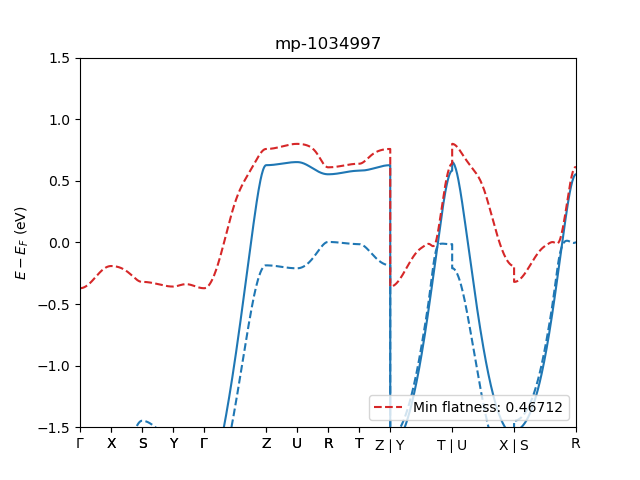 mp-1034997
1.5
1.0
0.5
0.0
−0.5
−1.0
−1.5
E − E_F (eV)
Min flatness: 0.46712
Γ X S Y Γ Z U R T Z | Y T | U X | S R